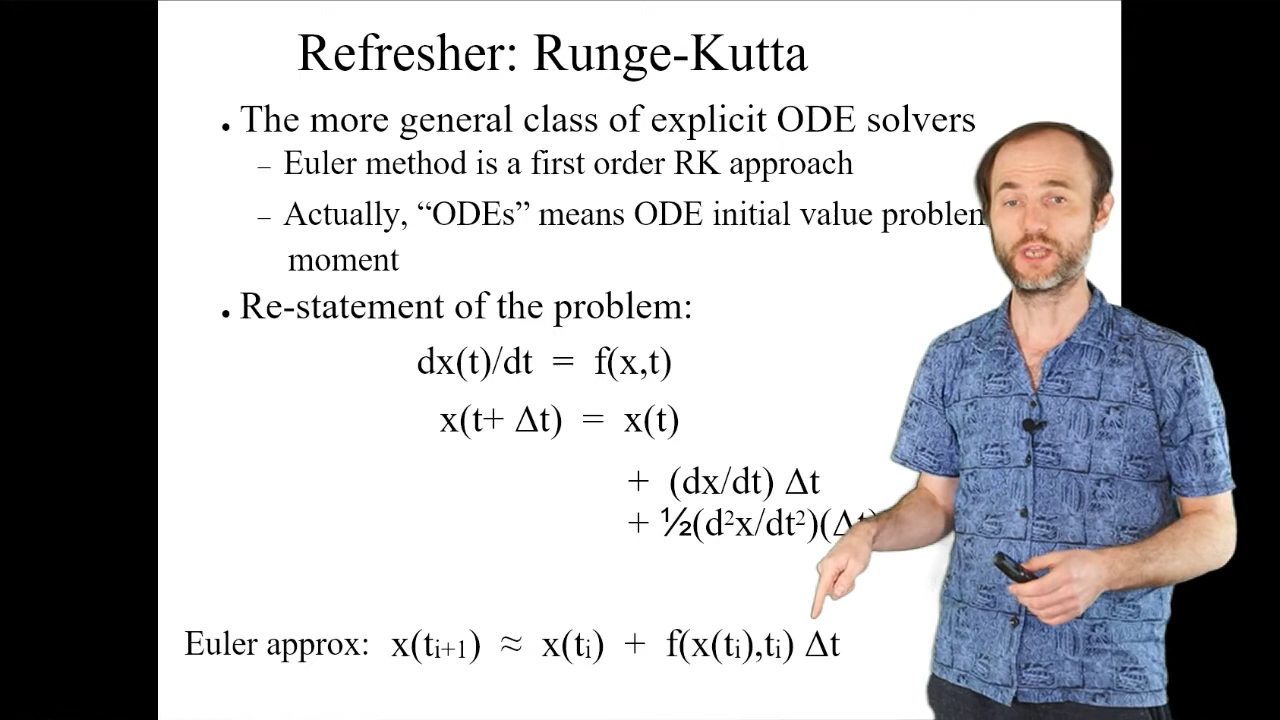 Refresher: Runge-Kutta
. The more general class of explicit ODE solvers
– Euler method is a first order RK approach
– Actually, “ODEs” means ODE initial value
moment
. Re-statement of the problem:
dx(t)/dt = f(x,t)
x(t+ Δt) = x(t)
+ (dx/dt) Δt
+ ½(d²x/dt²)(Δt)
Euler approx: x(tᵢ₊₁) ≈ x(tᵢ) + f(x(tᵢ),tᵢ) Δt